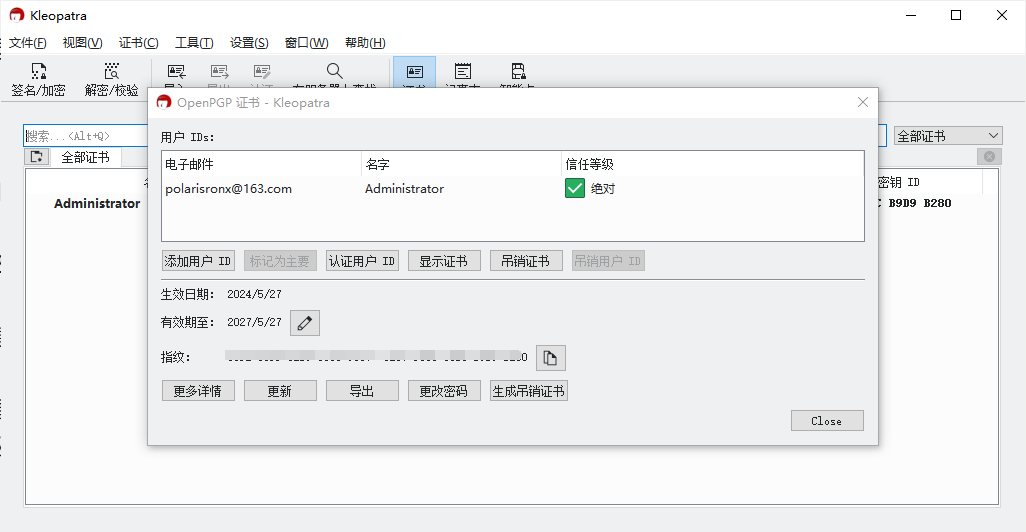 Kleopatra
文件(F) 视图(V) 证书(C) 工具(T) 设置(S) 窗口(W) 帮助(H)
签名/加密 解密/校验
OpenPGP 证书 - Kleopatra
搜索...<Alt+Q>
全部证书
全部证书
密钥 ID
Administrator
B9D9 B280
用户 IDs:
电子邮件 名字 信任等级
polarisronx@163.com Administrator 绝对
添加用户 ID 标记为主要 认证用户 ID 显示证书 吊销证书 吊销用户 ID
生效日期: 2024/5/27
有效期至: 2027/5/27
指纹:
更多详情 更新 导出 更改密码 生成吊销证书
Close